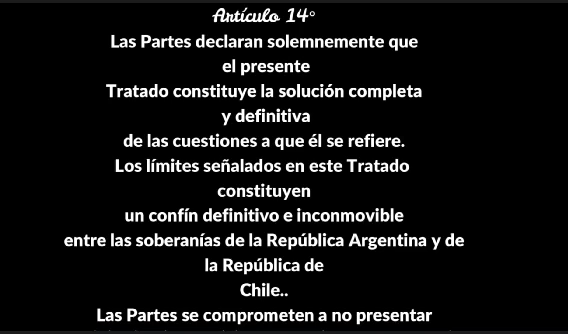 Artículo 14°
Las Partes declaran solemnemente que
el presente
Tratado constituye la solución completa
y definitiva
de las cuestiones a que él se refiere.
Los límites señalados en este Tratado
constituyen
un confín definitivo e inconmovible
entre las soberanías de la República Argentina y de
la República de
Chile..
Las Partes se comprometen a no presentar